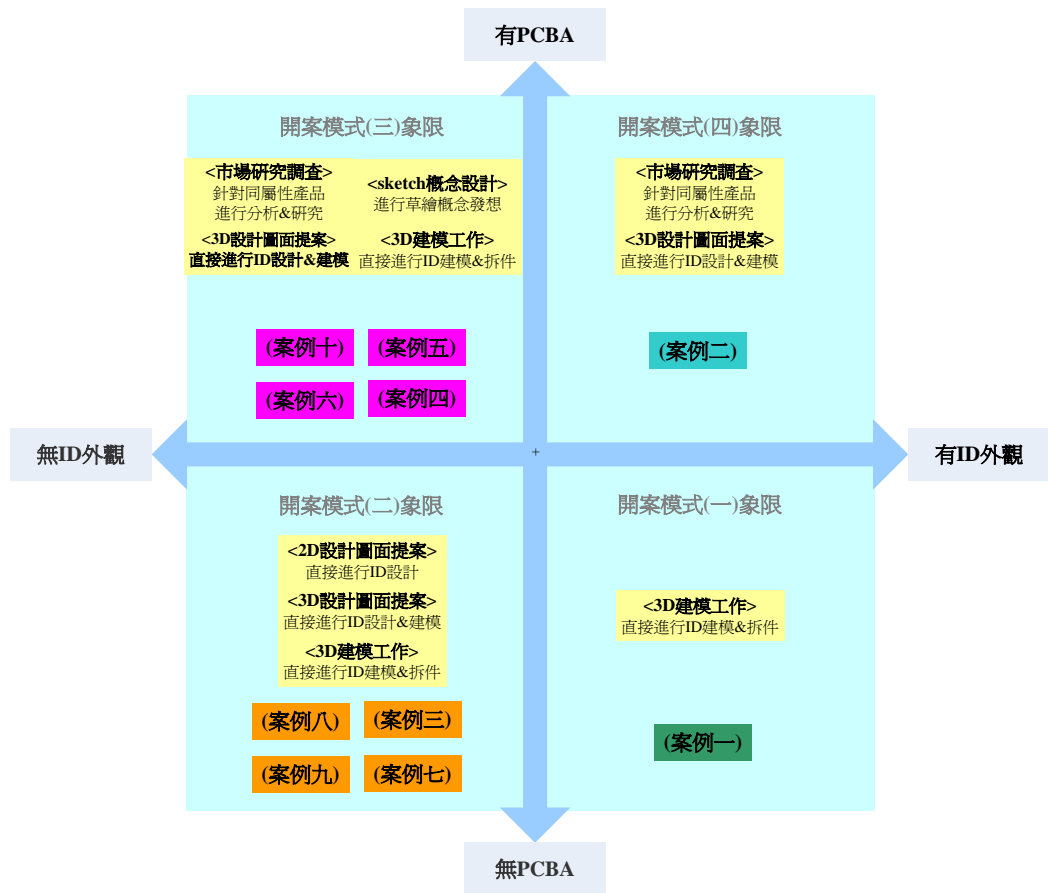 有PCBA
開案模式(三)象限
<市場研究調查>
針對同屬性產品
進行分析&研究
<3D設計圖面提案>
直接進行ID設計&建模
<sketch概念設計>
進行草繪概念發想
<3D建模工作>
直接進行ID建模&拆件
(案例十)
(案例五)
(案例六)
(案例四)
開案模式(四)象限
<市場研究調查>
針對同屬性產品
進行分析&研究
<3D設計圖面提案>
直接進行ID設計&建模
(案例二)
無ID外觀
+
有ID外觀
開案模式(二)象限
<2D設計圖面提案>
直接進行ID設計
<3D設計圖面提案>
直接進行ID設計&建模
<3D建模工作>
直接進行ID建模&拆件
(案例八)
(案例三)
(案例九)
(案例七)
開案模式(一)象限
<3D建模工作>
直接進行ID建模&拆件
(案例一)
無PCBA